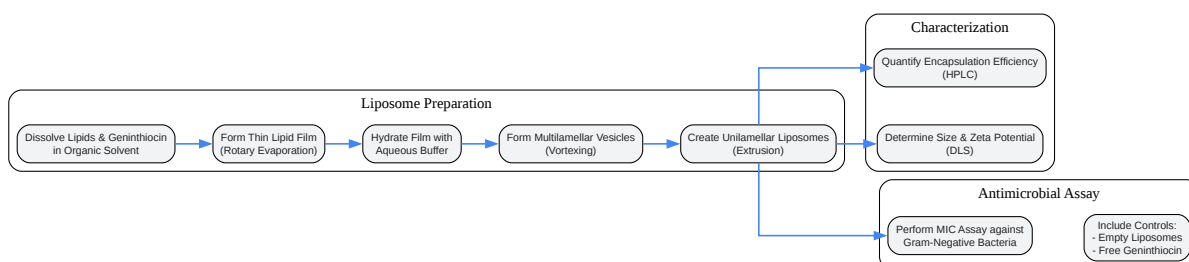 Characterization
Quantify Encapsulation Efficiency
(HPLC)
Liposome Preparation
Dissolve Lipids & Geninthiocin
in Organic Solvent
Form Thin Lipid Film
(Rotary Evaporation)
Hydrate Film with
Aqueous Buffer
Form Multilamellar Vesicles
(Vortexing)
Create Unilamellar Liposomes
(Extrusion)
Determine Size & Zeta Potential
(DLS)
Antimicrobial Assay
Perform MIC Assay against
Gram-Negative Bacteria
Include Controls:
- Empty Liposomes
- Free Geninthiocin